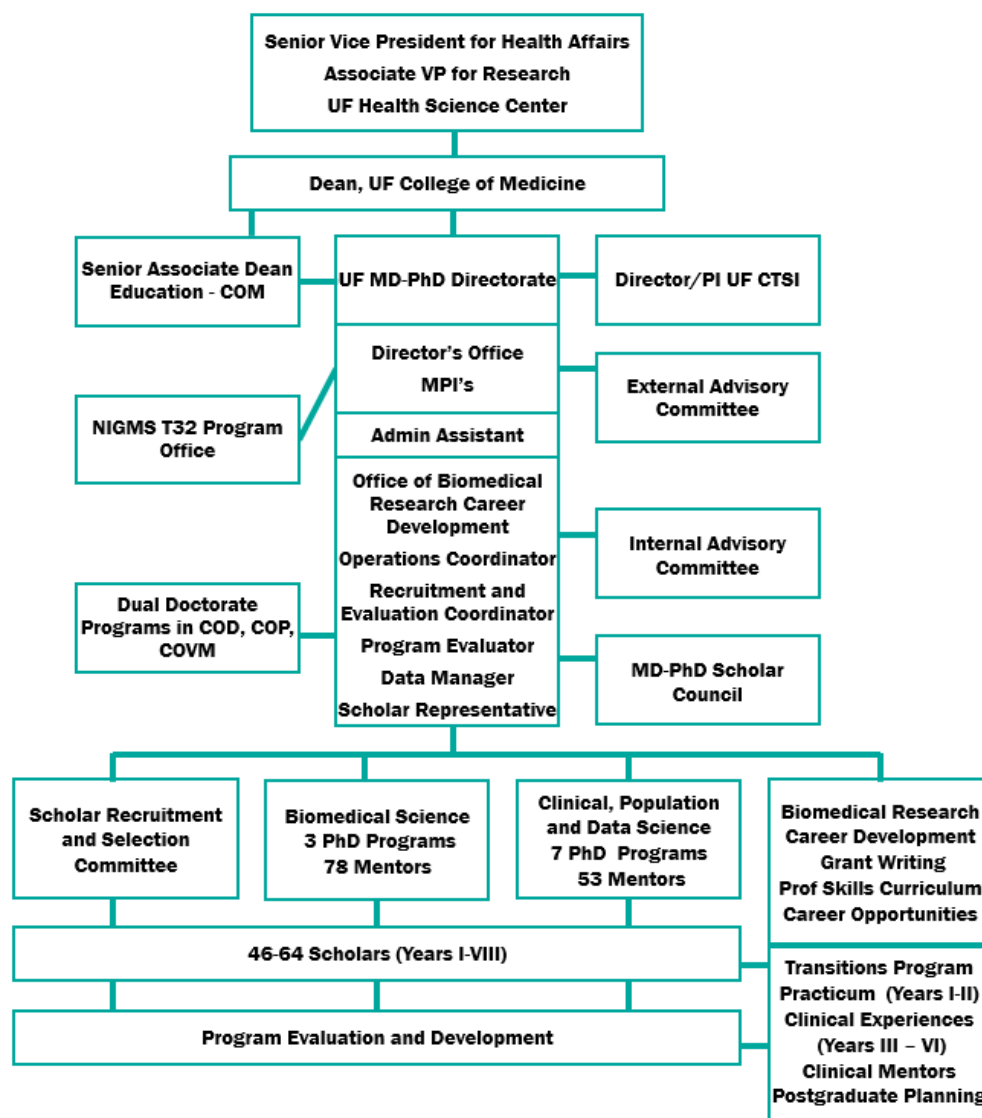 Senior Vice President for Health Affairs
Associate VP for Research
UF Health Science Center
Dean, UF College of Medicine
Senior Associate Dean
Education - COM
UF MD-PhD Directorate
Director/PI UF CTSI
Director's Office
MPI's
External Advisory
Committee
NIGMS T32 Program
Office
Admin Assistant
Office of Biomedical
Research Career
Development
Operations Coordinator
Recruitment and
Evaluation Coordinator
Program Evaluator
Data Manager
Scholar Representative
Internal Advisory
Committee
Dual Doctorate
Programs in COD, COP,
COVM
MD-PhD Scholar
Council
Scholar Recruitment
and Selection
Committee
Biomedical Science
3 PhD Programs
78 Mentors
Clinical, Population
and Data Science
7 PhD  Programs
53 Mentors
Biomedical Research
Career Development
Grant Writing
Prof Skills Curriculum
Career Opportunities
46-64 Scholars (Years I-VIII)
Transitions Program
Practicum  (Years I-II)
Clinical Experiences
(Years III – VI)
Clinical Mentors
Postgraduate Planning
Program Evaluation and Development